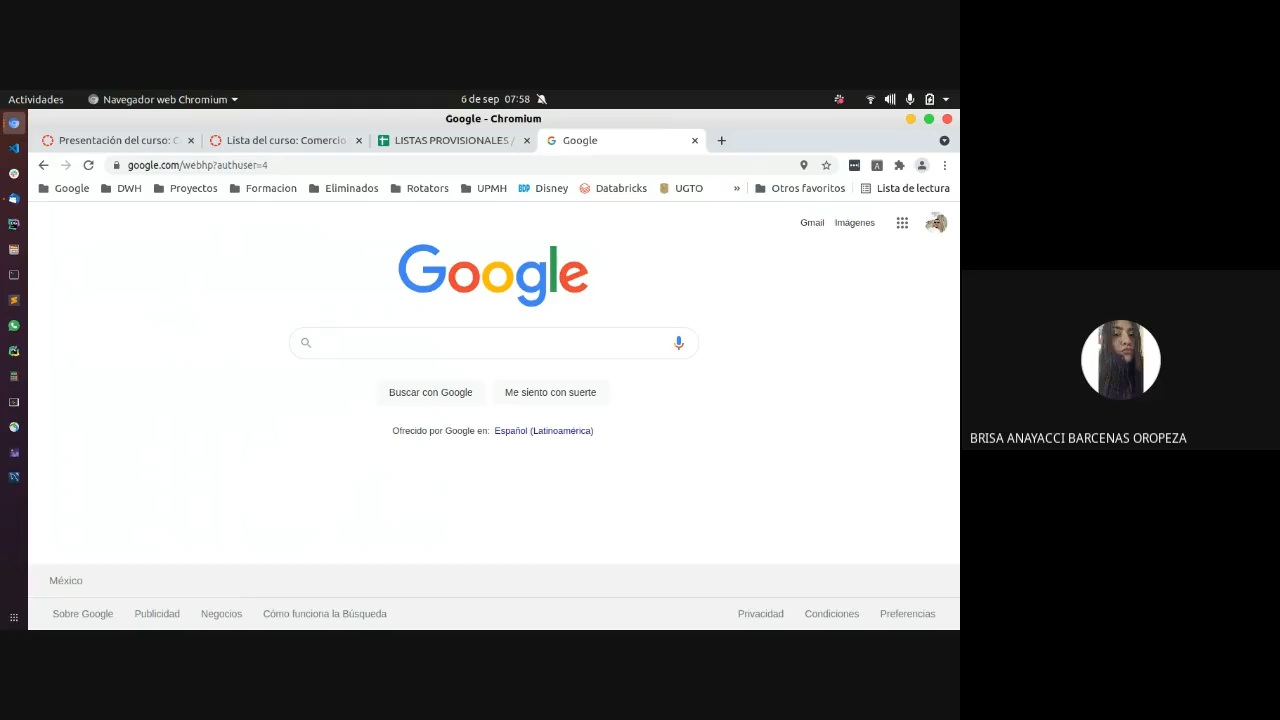 Actividades Navegador web Chromium 6 de sep 07:58
Google - Chromium
Presentación del curso: C Lista del curso: Comercio LISTAS PROVISIONALES / Google
google.com/webhp?authuser=4
Google DWH Proyectos Formacion Eliminados Rotators UPMH BDP Disney Databricks UGTO » Otros favoritos Lista de lectura
Gmail Imágenes
Google
Buscar con Google Me siento con suerte
Ofrecido por Google en: Español (Latinoamérica)
BRISA ANAYACCI BARCENAS OROPEZA
México
Sobre Google Publicidad Negocios Cómo funciona la Búsqueda Privacidad Condiciones Preferencias